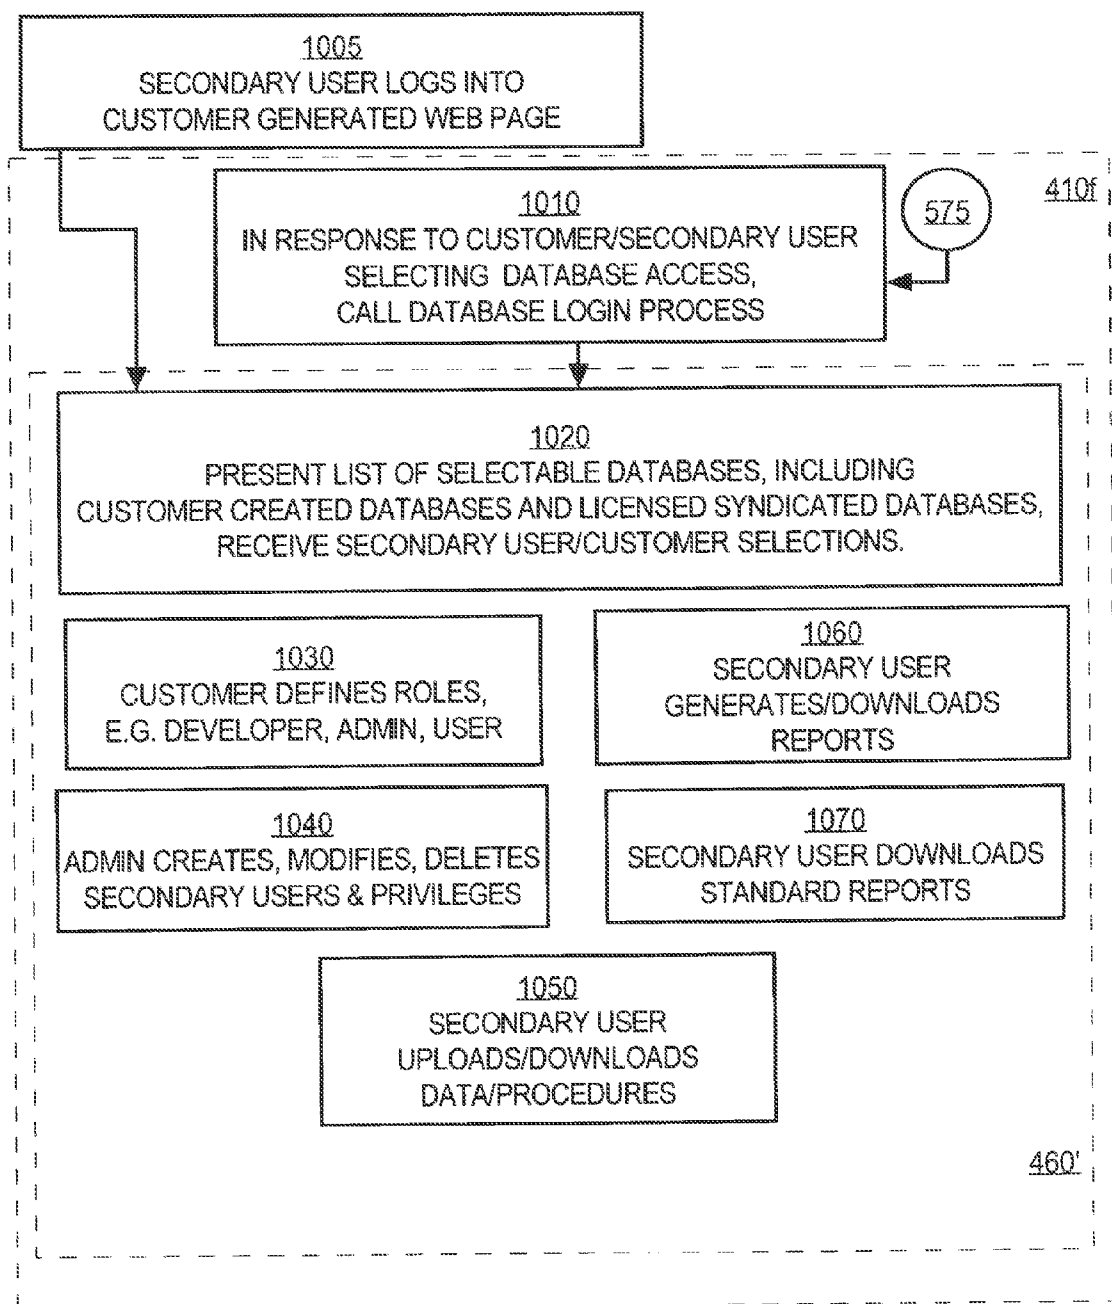 1005
SECONDARY USER LOGS INTO
CUSTOMER GENERATED WEB PAGE
410f
1010
IN RESPONSE TO CUSTOMER/SECONDARY USER
SELECTING DATABASE ACCESS,
CALL DATABASE LOGIN PROCESS
575
1020
PRESENT LIST OF SELECTABLE DATABASES, INCLUDING
CUSTOMER CREATED DATABASES AND LICENSED SYNDICATED DATABASES,
RECEIVE SECONDARY USER/CUSTOMER SELECTIONS.
1030
CUSTOMER DEFINES ROLES,
E.G. DEVELOPER, ADMIN, USER
1060
SECONDARY USER
GENERATES/DOWNLOADS
REPORTS
1040
ADMIN CREATES, MODIFIES, DELETES
SECONDARY USERS & PRIVILEGES
1070
SECONDARY USER DOWNLOADS
STANDARD REPORTS
1050
SECONDARY USER
UPLOADS/DOWNLOADS
DATA/PROCEDURES
460'